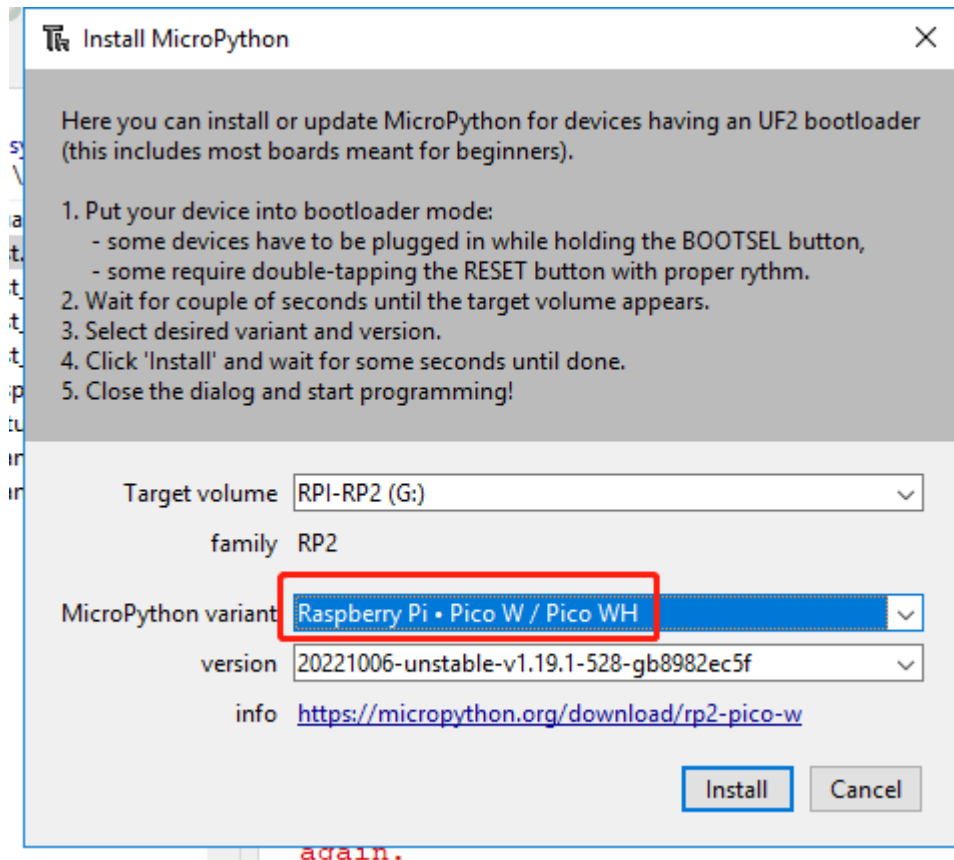 Install MicroPython
Here you can install or update MicroPython for devices having an UF2 bootloader
(this includes most boards meant for beginners).
1. Put your device into bootloader mode:
- some devices have to be plugged in while holding the BOOTSEL button,
- some require double-tapping the RESET button with proper rythm.
2. Wait for couple of seconds until the target volume appears.
3. Select desired variant and version.
4. Click 'Install' and wait for some seconds until done.
5. Close the dialog and start programming!
Target volume RPI-RP2 (G:)
family RP2
MicroPython variant Raspberry Pi • Pico W / Pico WH
version 20221006-unstable-v1.19.1-528-gb8982ec5f
info https://micropython.org/download/rp2-pico-w
Install Cancel
again.